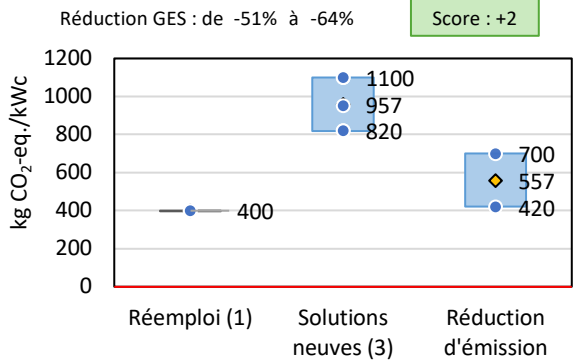 Réduction GES : de -51% à -64%
Score : +2
kg CO₂-eq./kWc
1200
1000
800
600
400
200
0
400
1100
957
820
700
557
420
Réemploi (1)
Solutions
neuves (3)
Réduction
d'émission